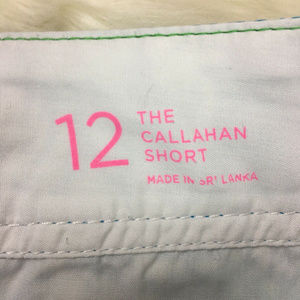 12
THE
CALLAHAN
SHORT
MADE IN SRI LANKA